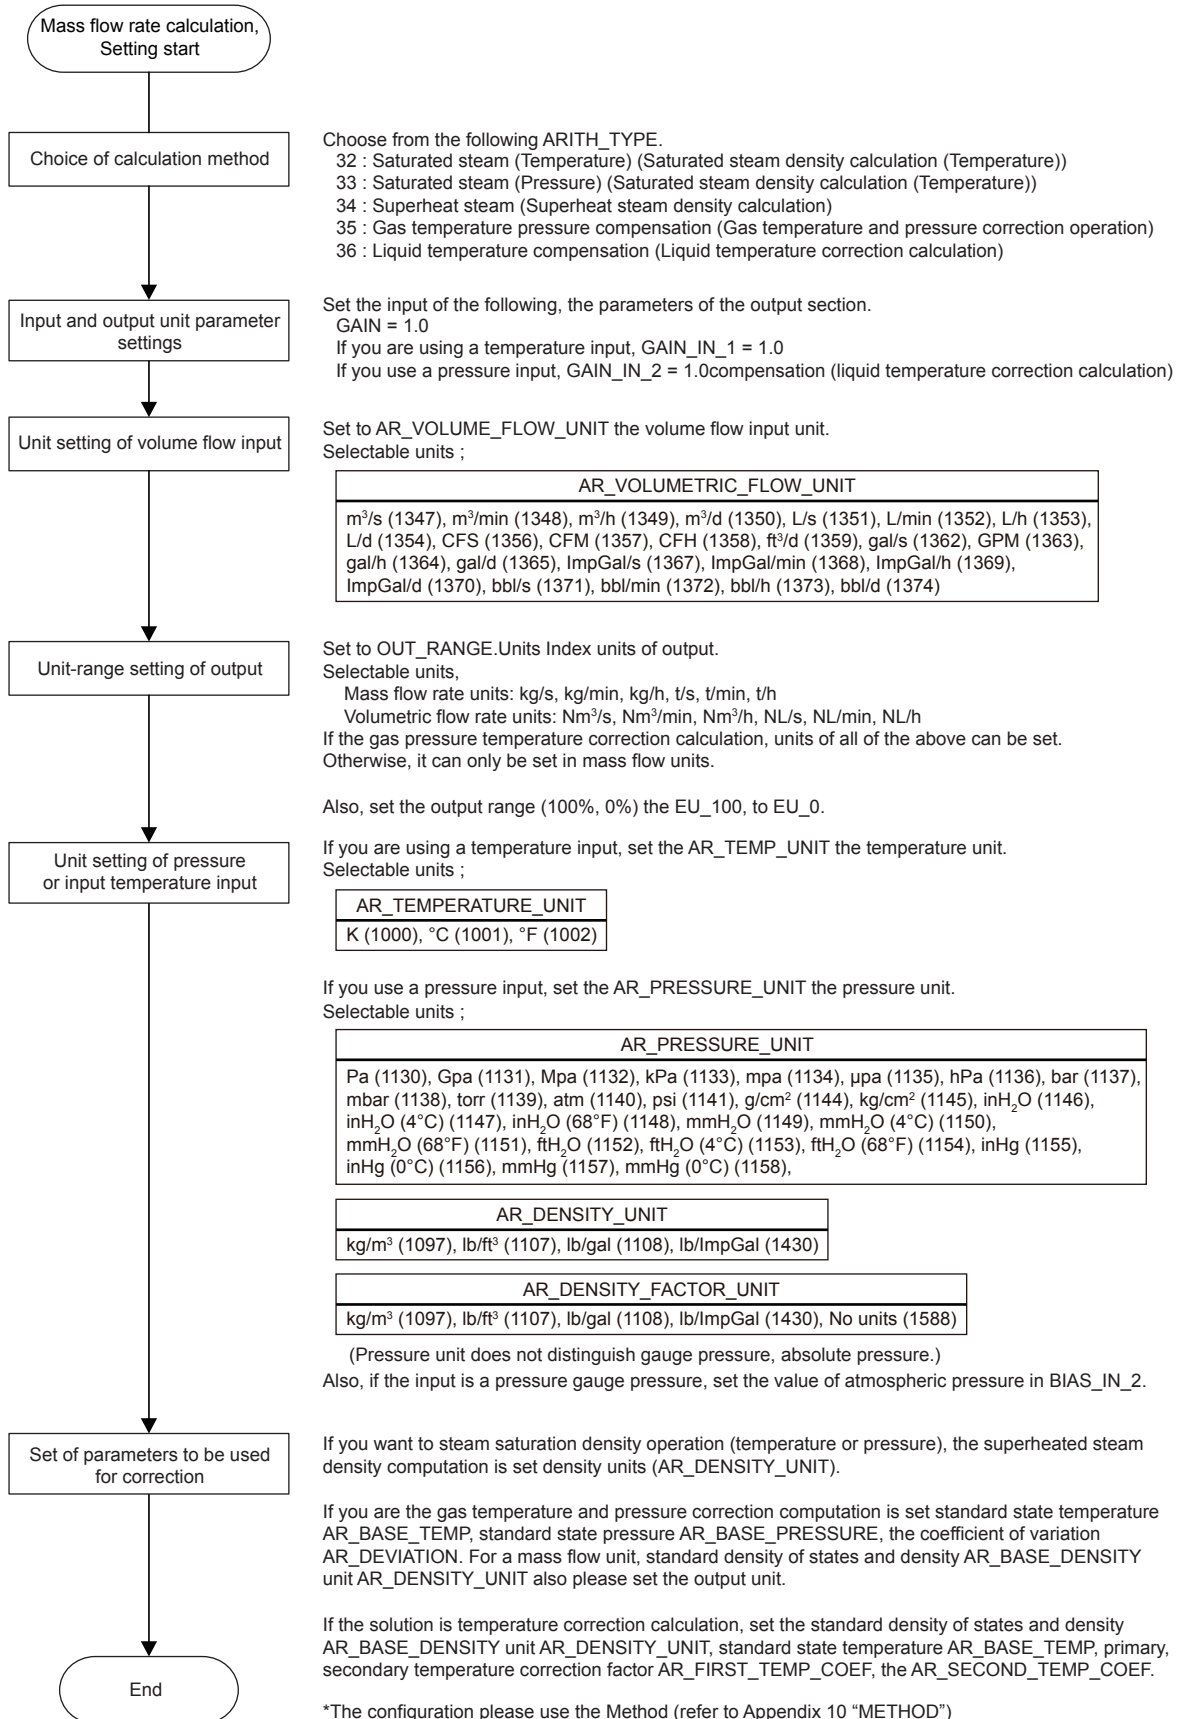 Mass flow rate calculation,
Setting start
Choice of calculation method
Choose from the following ARITH_TYPE.
32 : Saturated steam (Temperature) (Saturated steam density calculation (Temperature))
33 : Saturated steam (Pressure) (Saturated steam density calculation (Temperature))
34 : Superheat steam (Superheat steam density calculation)
35 : Gas temperature pressure compensation (Gas temperature and pressure correction operation)
36 : Liquid temperature compensation (Liquid temperature correction calculation)
Input and output unit parameter
settings
Set the input of the following, the parameters of the output section.
GAIN = 1.0
If you are using a temperature input, GAIN_IN_1 = 1.0
If you use a pressure input, GAIN_IN_2 = 1.0compensation (liquid temperature correction calculation)
Unit setting of volume flow input
Set to AR_VOLUME_FLOW_UNIT the volume flow input unit.
Selectable units ;
AR_VOLUMETRIC_FLOW_UNIT
m³/s (1347), m³/min (1348), m³/h (1349), m³/d (1350), L/s (1351), L/min (1352), L/h (1353),
L/d (1354), CFS (1356), CFM (1357), CFH (1358), ft³/d (1359), gal/s (1362), GPM (1363),
gal/h (1364), gal/d (1365), ImpGal/s (1367), ImpGal/min (1368), ImpGal/h (1369),
ImpGal/d (1370), bbl/s (1371), bbl/min (1372), bbl/h (1373), bbl/d (1374)
Unit-range setting of output
Set to OUT_RANGE.Units Index units of output.
Selectable units,
Mass flow rate units: kg/s, kg/min, kg/h, t/s, t/min, t/h
Volumetric flow rate units: Nm³/s, Nm³/min, Nm³/h, NL/s, NL/min, NL/h
If the gas pressure temperature correction calculation, units of all of the above can be set.
Otherwise, it can only be set in mass flow units.
Also, set the output range (100%, 0%) the EU_100, to EU_0.
Unit setting of pressure
or input temperature input
If you are using a temperature input, set the AR_TEMP_UNIT the temperature unit.
Selectable units ;
AR_TEMPERATURE_UNIT
K (1000), °C (1001), °F (1002)
If you use a pressure input, set the AR_PRESSURE_UNIT the pressure unit.
Selectable units ;
AR_PRESSURE_UNIT
Pa (1130), Gpa (1131), Mpa (1132), kPa (1133), mpa (1134), µpa (1135), hPa (1136), bar (1137),
mbar (1138), torr (1139), atm (1140), psi (1141), g/cm² (1144), kg/cm² (1145), inH₂O (1146),
inH₂O (4°C) (1147), inH₂O (68°F) (1148), mmH₂O (1149), mmH₂O (4°C) (1150),
mmH₂O (68°F) (1151), ftH₂O (1152), ftH₂O (4°C) (1153), ftH₂O (68°F) (1154), inHg (1155),
inHg (0°C) (1156), mmHg (1157), mmHg (0°C) (1158),
AR_DENSITY_UNIT
kg/m³ (1097), lb/ft³ (1107), lb/gal (1108), lb/ImpGal (1430)
AR_DENSITY_FACTOR_UNIT
kg/m³ (1097), lb/ft³ (1107), lb/gal (1108), lb/ImpGal (1430), No units (1588)
(Pressure unit does not distinguish gauge pressure, absolute pressure.)
Also, if the input is a pressure gauge pressure, set the value of atmospheric pressure in BIAS_IN_2.
Set of parameters to be used
for correction
If you want to steam saturation density operation (temperature or pressure), the superheated steam
density computation is set density units (AR_DENSITY_UNIT).
If you are the gas temperature and pressure correction computation is set standard state temperature
AR_BASE_TEMP, standard state pressure AR_BASE_PRESSURE, the coefficient of variation
AR_DEVIATION. For a mass flow unit, standard density of states and density AR_BASE_DENSITY
unit AR_DENSITY_UNIT also please set the output unit.
If the solution is temperature correction calculation, set the standard density of states and density
AR_BASE_DENSITY unit AR_DENSITY_UNIT, standard state temperature AR_BASE_TEMP, primary,
secondary temperature correction factor AR_FIRST_TEMP_COEF, the AR_SECOND_TEMP_COEF.
End
*The configuration please use the Method (refer to Appendix 10 “METHOD”)